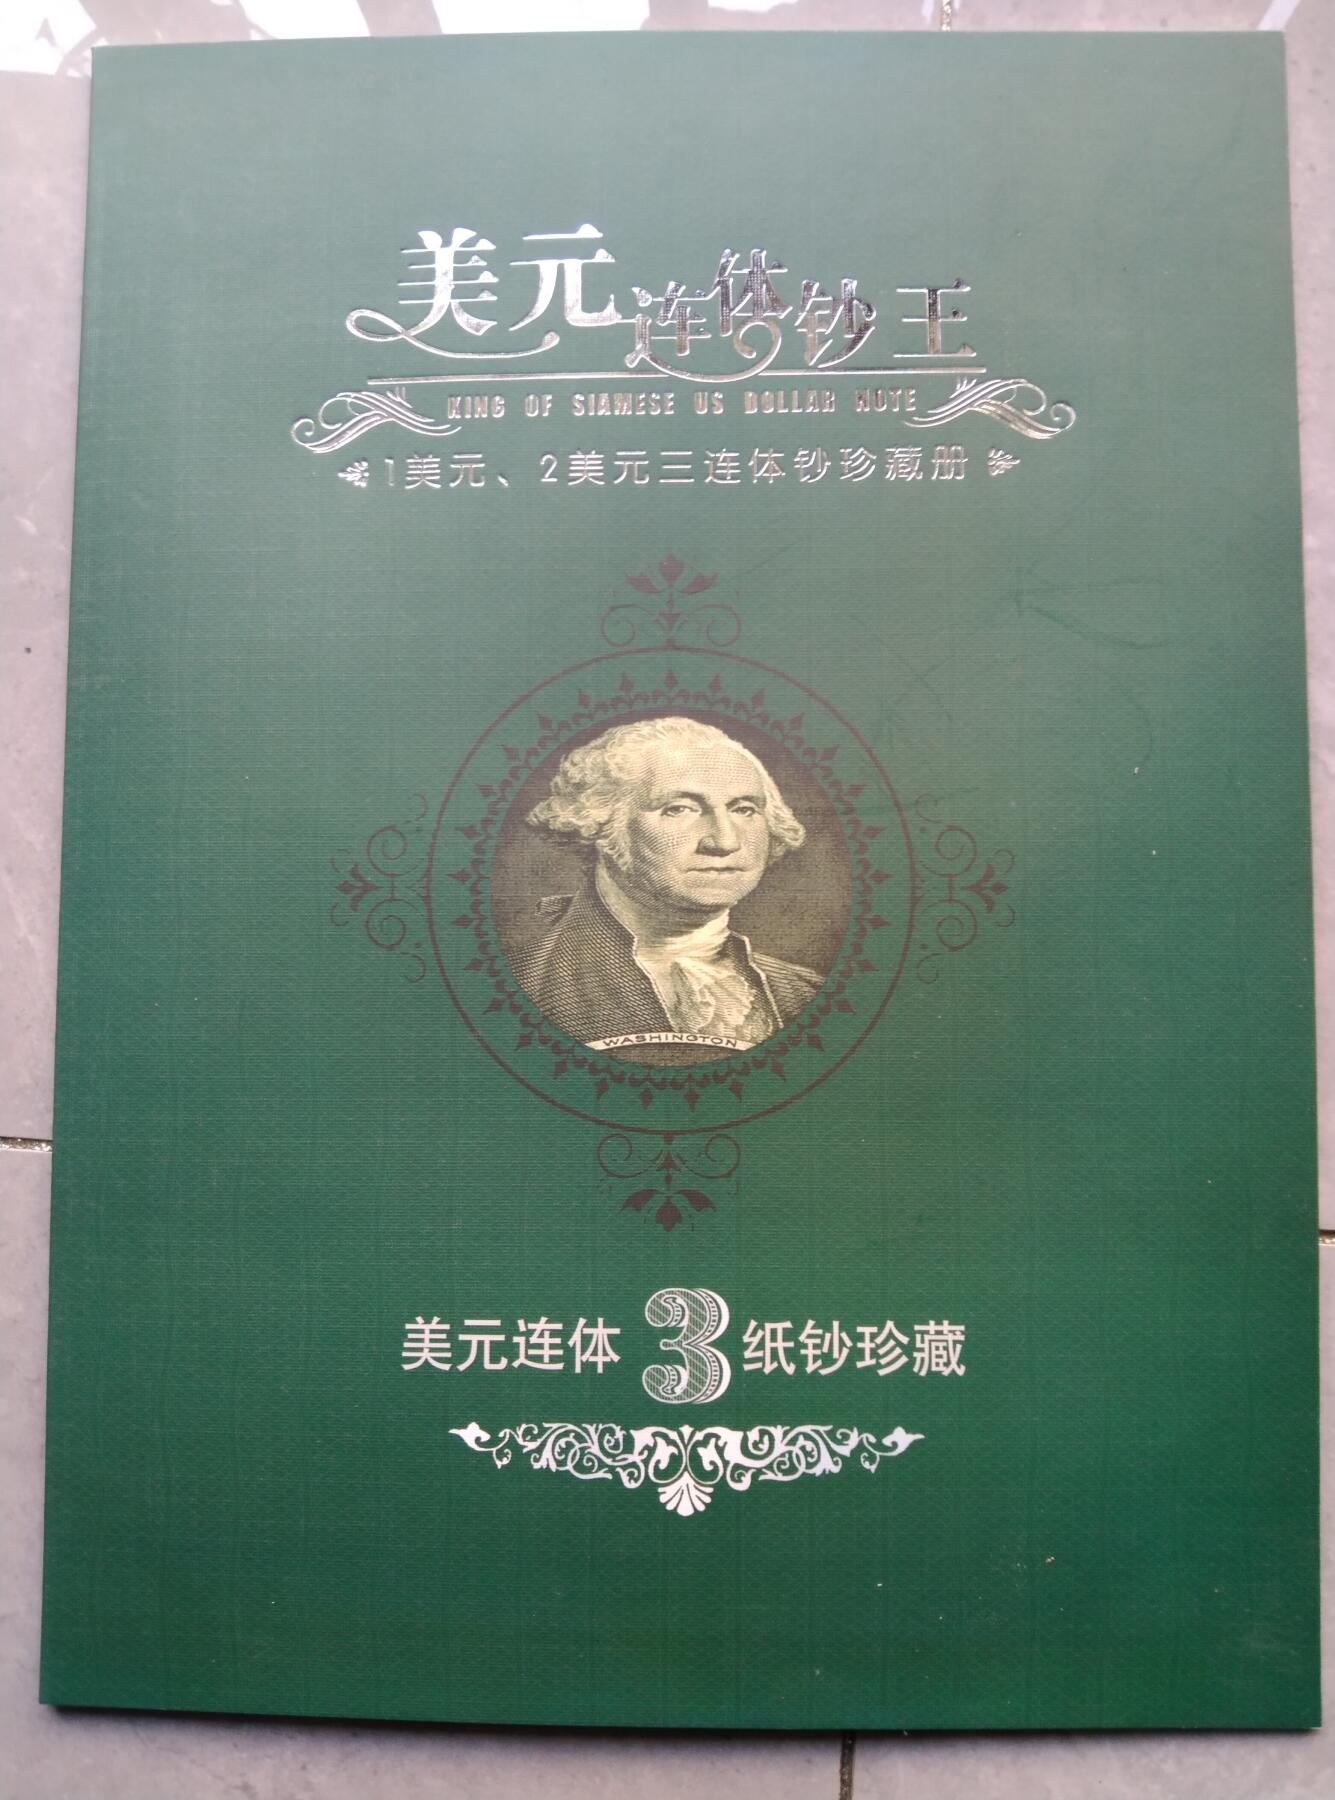 美元连体钞王
KING OF SIAMESE US DOLLAR NOTE
1美元、2美元三连体钞珍藏册
WASHINGTON
美元连体3纸钞珍藏